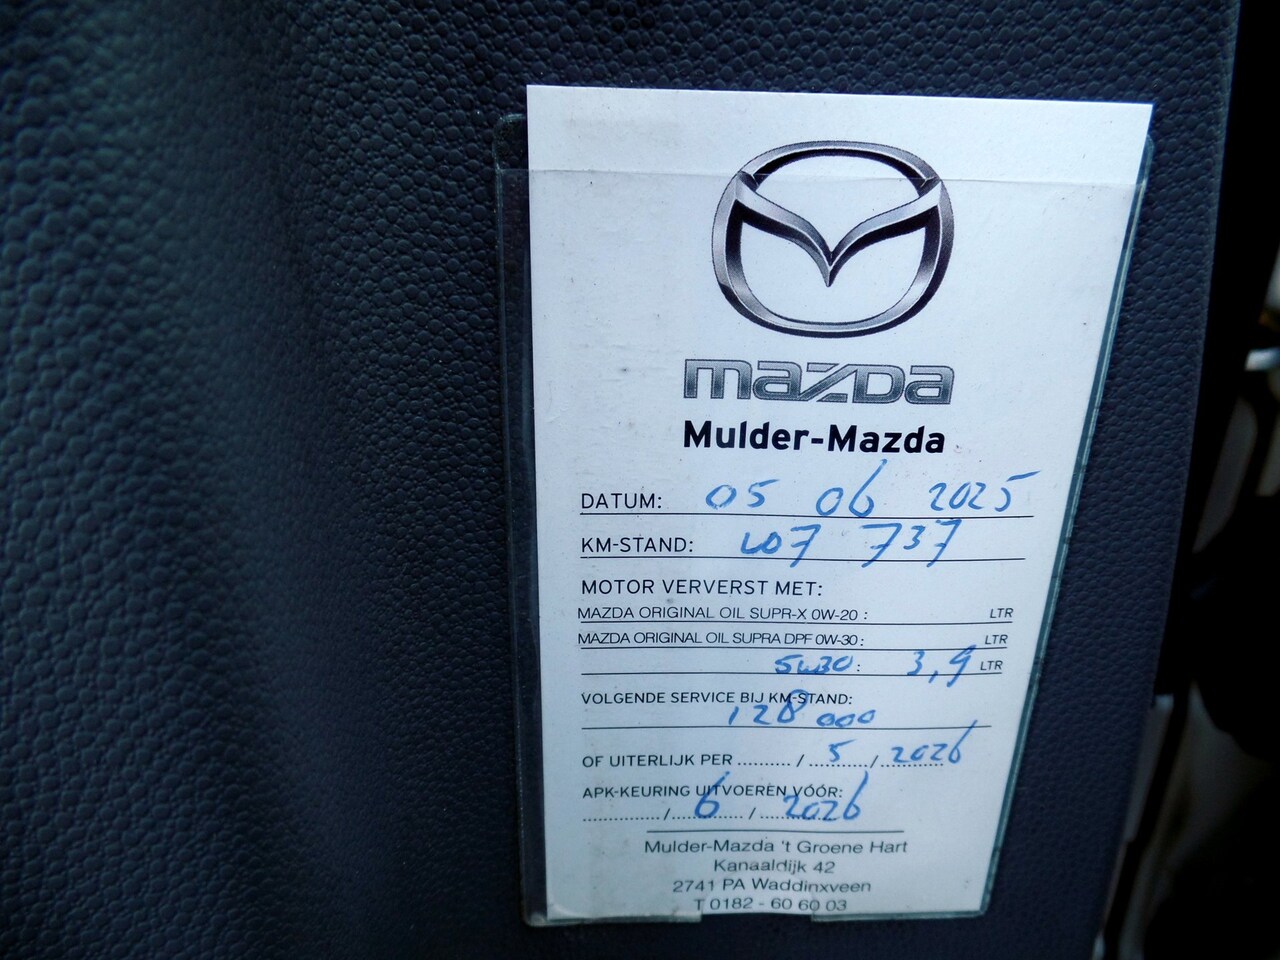 mazda
Mulder-Mazda
DATUM: 05 06 2025
KM-STAND: 107 737
MOTOR VERVERST MET:
MAZDA ORIGINAL OIL SUPR-X 0W-20 : LTR
MAZDA ORIGINAL OIL SUPRA DPF 0W-30 : LTR
5w30 : 3,9 LTR
VOLGENDE SERVICE BIJ KM-STAND:
128 000
OF UITERLIJK PER .......... / ....5..... / 2026
APK-KEURING UITVOEREN VÓÓR:
............. / ....6..... / ....2026
Mulder-Mazda 't Groene Hart
Kanaaldijk 42
2741 PA Waddinxveen
T 0182 - 60 60 03